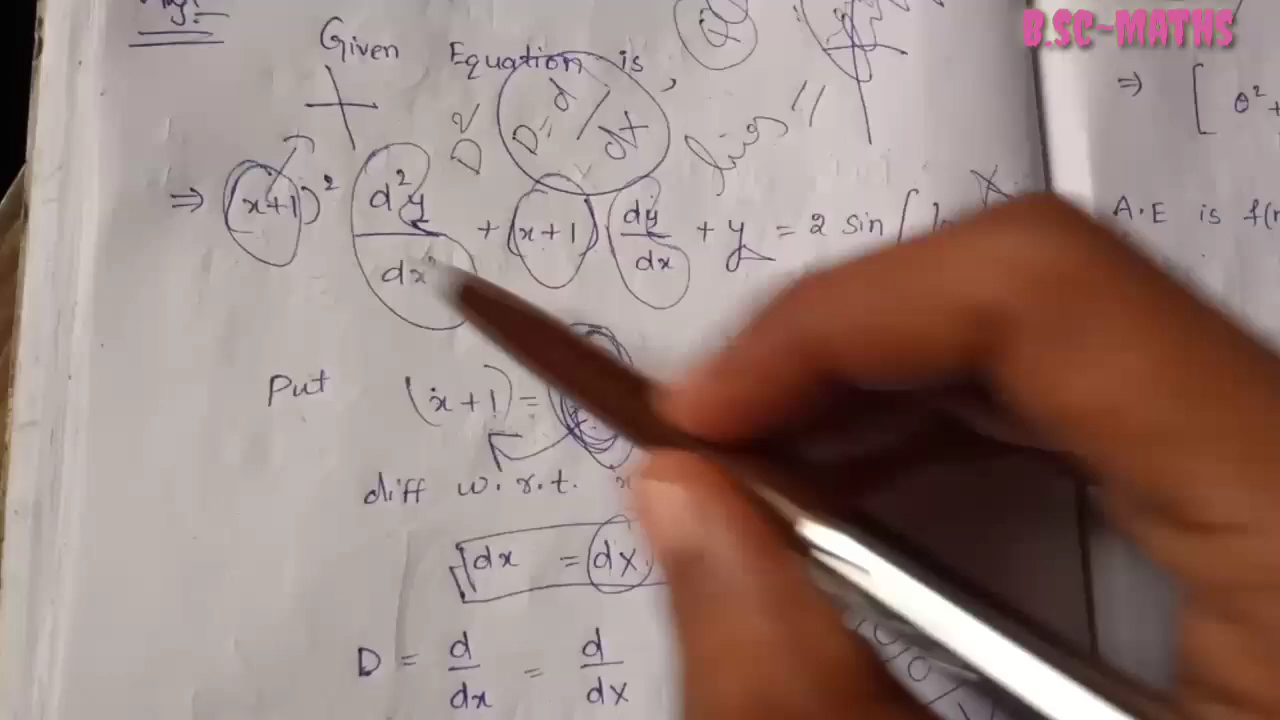 B.SC-MATHS
Given Equation is,
D² D = d/dx
⇒ (x+1)² d²y/dx² + (x+1) dy/dx + y = 2 sin [
Put (x+1) =
diff w.r.t. x
dx = dX
D = d/dx = d/dX
⇒ [θ² +
A.E is f(